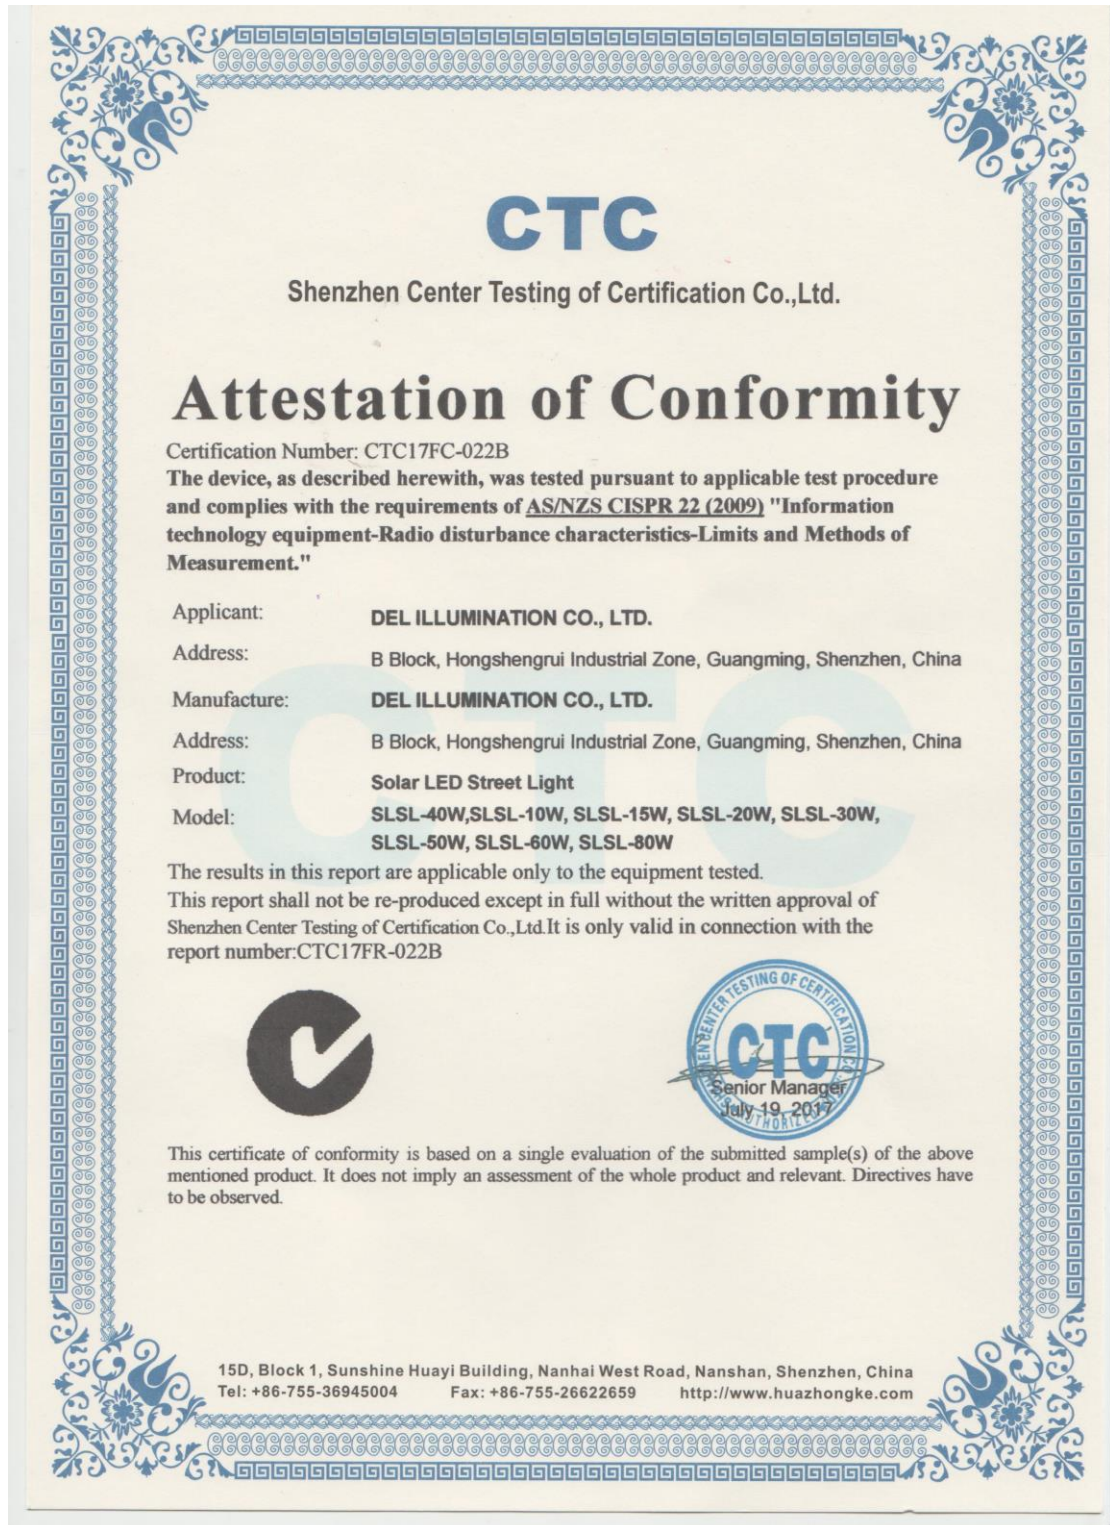 CTC
Shenzhen Center Testing of Certification Co.,Ltd.
Attestation of Conformity
Certification Number: CTC17FC-022B
The device, as described herewith, was tested pursuant to applicable test procedure
and complies with the requirements of AS/NZS CISPR 22 (2009) "Information
technology equipment-Radio disturbance characteristics-Limits and Methods of
Measurement."
Applicant: DEL ILLUMINATION CO., LTD.
Address: B Block, Hongshengrui Industrial Zone, Guangming, Shenzhen, China
Manufacture: DEL ILLUMINATION CO., LTD.
Address: B Block, Hongshengrui Industrial Zone, Guangming, Shenzhen, China
Product: Solar LED Street Light
Model: SLSL-40W,SLSL-10W, SLSL-15W, SLSL-20W, SLSL-30W,
SLSL-50W, SLSL-60W, SLSL-80W
CTC
The results in this report are applicable only to the equipment tested.
This report shall not be re-produced except in full without the written approval of
Shenzhen Center Testing of Certification Co.,Ltd.It is only valid in connection with the
report number:CTC17FR-022B
CENTER TESTING OF CERTIFICATION CO
CTC
Senior Manager
July 19, 2017
This certificate of conformity is based on a single evaluation of the submitted sample(s) of the above
mentioned product. It does not imply an assessment of the whole product and relevant. Directives have
to be observed.
15D, Block 1, Sunshine Huayi Building, Nanhai West Road, Nanshan, Shenzhen, China
Tel: +86-755-36945004 Fax: +86-755-26622659 http://www.huazhongke.com